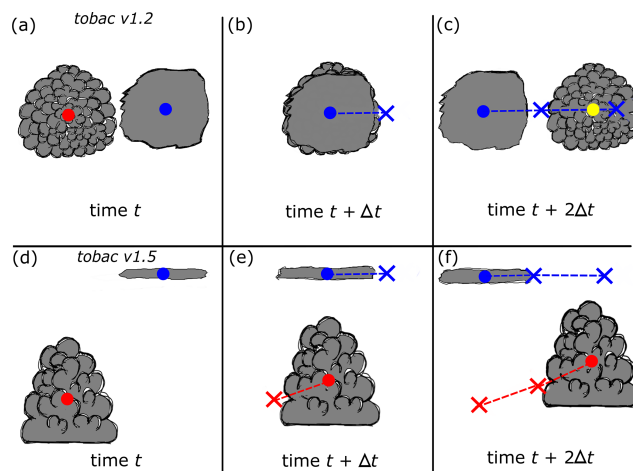 (a) tobac v1.2
(b)
(c)
time t
time t + Δt
time t + 2Δt
(d) tobac v1.5
(e)
(f)
time t
time t + Δt
time t + 2Δt